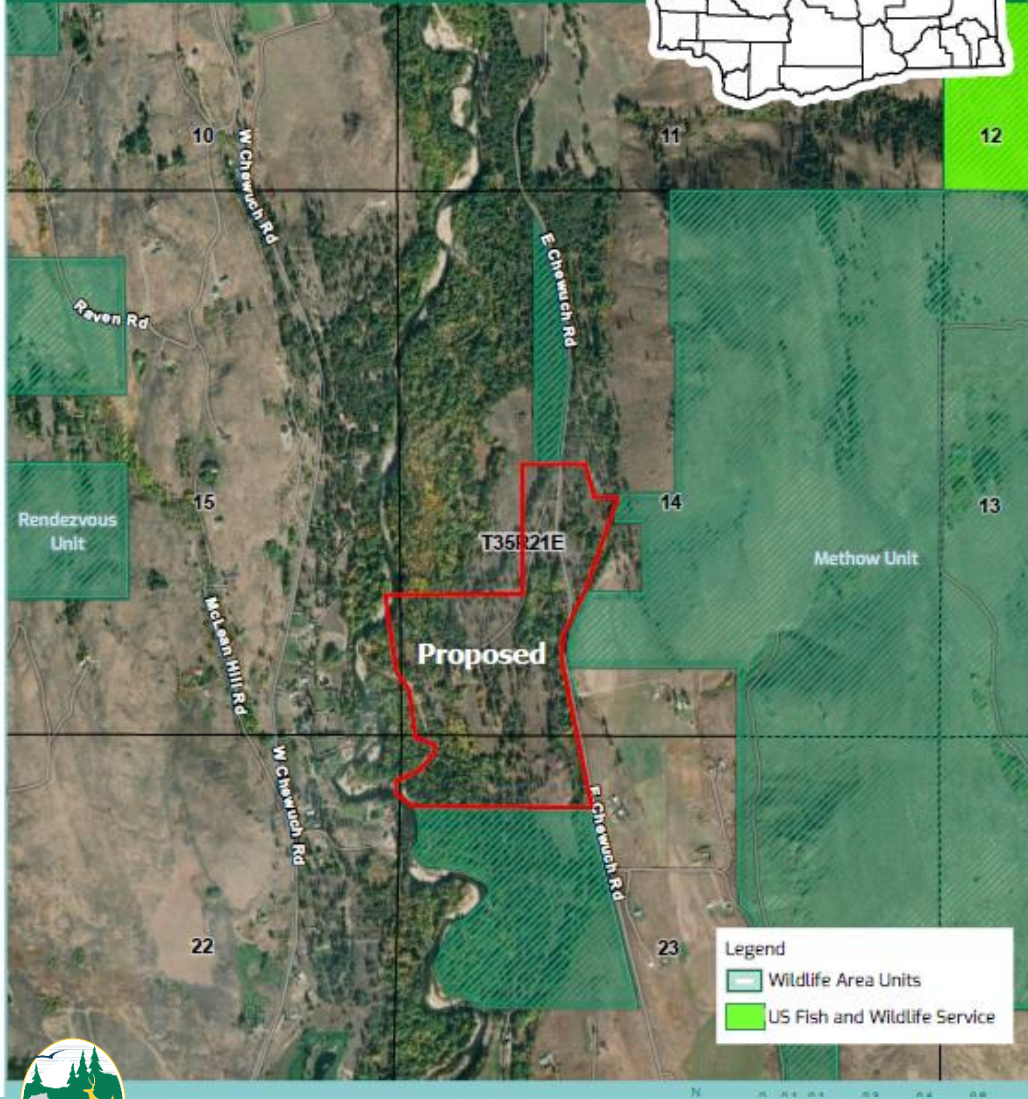 10
11
12
W Chewuch Rd
E Chewuch Rd
Raven Rd
15
14
13
Rendezvous
Unit
T35R21E
Methow Unit
McLean Hill Rd
Proposed
W Chewuch Rd
E Chewuch Rd
22
23
Legend
Wildlife Area Units
US Fish and Wildlife Service
N